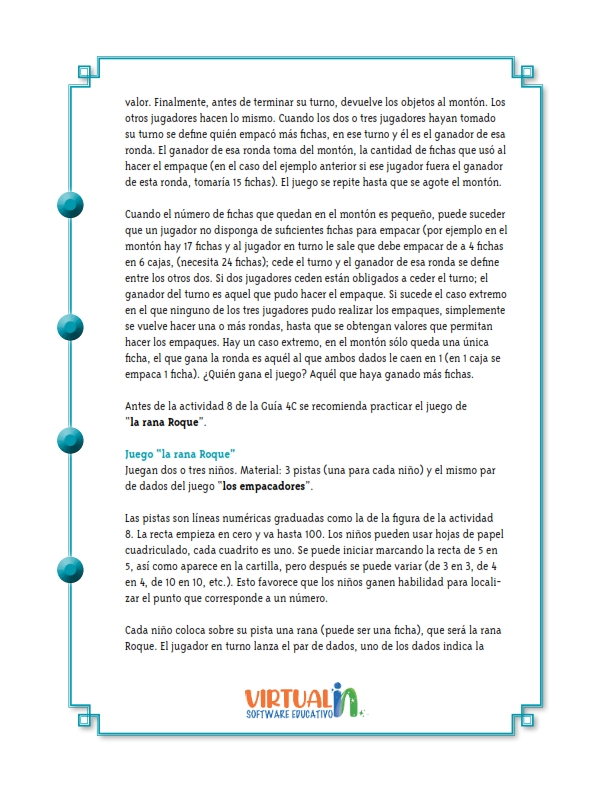 valor. Finalmente, antes de terminar su turno, devuelve los objetos al montón. Los
otros jugadores hacen lo mismo. Cuando los dos o tres jugadores hayan tomado
su turno se define quién empacó más fichas, en ese turno y él es el ganador de esa
ronda. El ganador de esa ronda toma del montón, la cantidad de fichas que usó al
hacer el empaque (en el caso del ejemplo anterior si ese jugador fuera el ganador
de esta ronda, tomaría 15 fichas). El juego se repite hasta que se agote el montón.

Cuando el número de fichas que quedan en el montón es pequeño, puede suceder
que un jugador no disponga de suficientes fichas para empacar (por ejemplo en el
montón hay 17 fichas y al jugador en turno le sale que debe empacar de a 4 fichas
en 6 cajas, (necesita 24 fichas); cede el turno y el ganador de esa ronda se define
entre los otros dos. Si dos jugadores ceden están obligados a ceder el turno; el
ganador del turno es aquel que pudo hacer el empaque. Si sucede el caso extremo
en el que ninguno de los tres jugadores pudo realizar los empaques, simplemente
se vuelve hacer una o más rondas, hasta que se obtengan valores que permitan
hacer los empaques. Hay un caso extremo, en el montón sólo queda una única
ficha, el que gana la ronda es aquél al que ambos dados le caen en 1 (en 1 caja se
empaca 1 ficha). ¿Quién gana el juego? Aquél que haya ganado más fichas.

Antes de la actividad 8 de la Guía 4C se recomienda practicar el juego de
"la rana Roque".

Juego "la rana Roque"
Juegan dos o tres niños. Material: 3 pistas (una para cada niño) y el mismo par
de dados del juego "los empacadores".

Las pistas son líneas numéricas graduadas como la de la figura de la actividad
8. La recta empieza en cero y va hasta 100. Los niños pueden usar hojas de papel
cuadriculado, cada cuadrito es uno. Se puede iniciar marcando la recta de 5 en
5, así como aparece en la cartilla, pero después se puede variar (de 3 en 3, de 4
en 4, de 10 en 10, etc.). Esto favorece que los niños ganen habilidad para locali-
zar el punto que corresponde a un número.

Cada niño coloca sobre su pista una rana (puede ser una ficha), que será la rana
Roque. El jugador en turno lanza el par de dados, uno de los dados indica la

VIRTUAL in
SOFTWARE EDUCATIVO